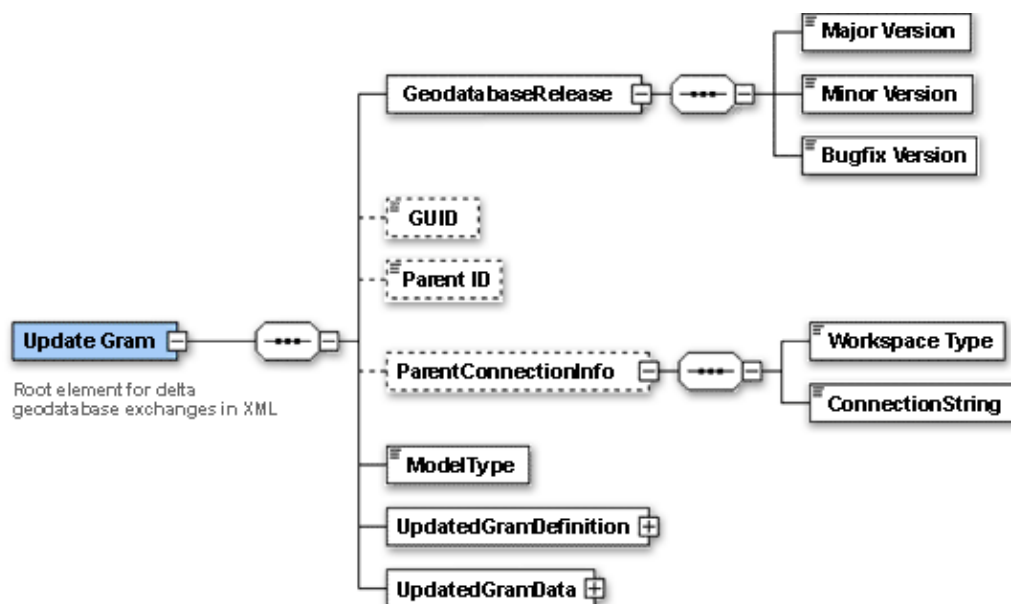 Major Version
GeodatabaseRelease
Minor Version
Bugfix Version
GUID
Parent ID
Update Gram
Root element for delta
geodatabase exchanges in XML
ParentConnectionInfo
Workspace Type
ConnectionString
ModelType
UpdatedGramDefinition
UpdatedGramData